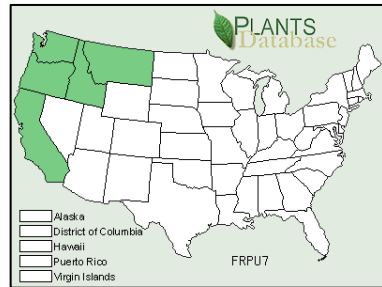 PLANTS
Database
Alaska
District of Columbia
Hawaii
Puerto Rico
Virgin Islands
FRPU7